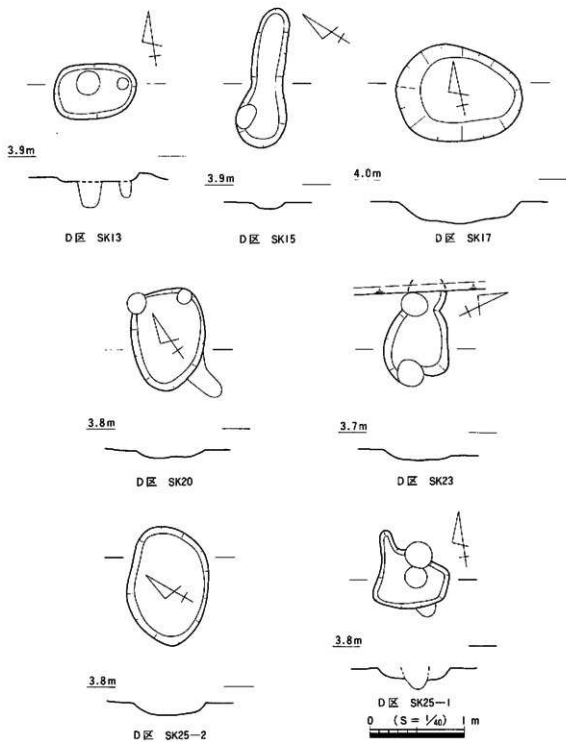 3.9m
D区 SK13
3.9m
D区 SK15
4.0m
D区 SK17
3.8m
D区 SK20
3.7m
D区 SK23
3.8m
D区 SK25-2
3.8m
D区 SK25-1
0 (S = 1/40) 1 m